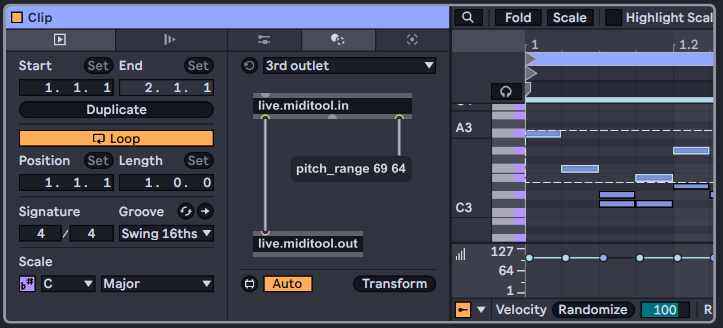 Clip
Start Set End Set
1. 1. 1 2. 1. 1
Duplicate
Loop
Position Set Length Set
1. 1. 1 1. 0. 0
Signature Groove
4 / 4 Swing 16ths
Scale
b# C Major
3rd outlet
live.miditool.in
pitch_range 69 64
live.miditool.out
Auto Transform
Fold Scale Highlight Scal
1 1.2
A3
C3
127
64
1
Velocity Randomize 100 R